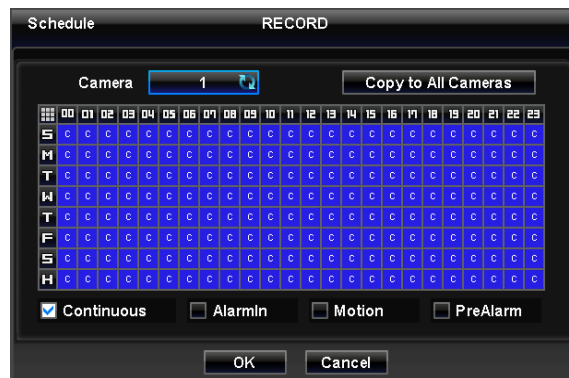 Schedule RECORD
Camera 1 Copy to All Cameras
00 01 02 03 04 05 06 07 08 09 10 11 12 13 14 15 16 17 18 19 20 21 22 23
S C C C C C C C C C C C C C C C C C C C C C C C C
M C C C C C C C C C C C C C C C C C C C C C C C C
T C C C C C C C C C C C C C C C C C C C C C C C C
W C C C C C C C C C C C C C C C C C C C C C C C C
T C C C C C C C C C C C C C C C C C C C C C C C C
F C C C C C C C C C C C C C C C C C C C C C C C C
S C C C C C C C C C C C C C C C C C C C C C C C C
H C C C C C C C C C C C C C C C C C C C C C C C C
Continuous AlarmIn Motion PreAlarm
OK Cancel